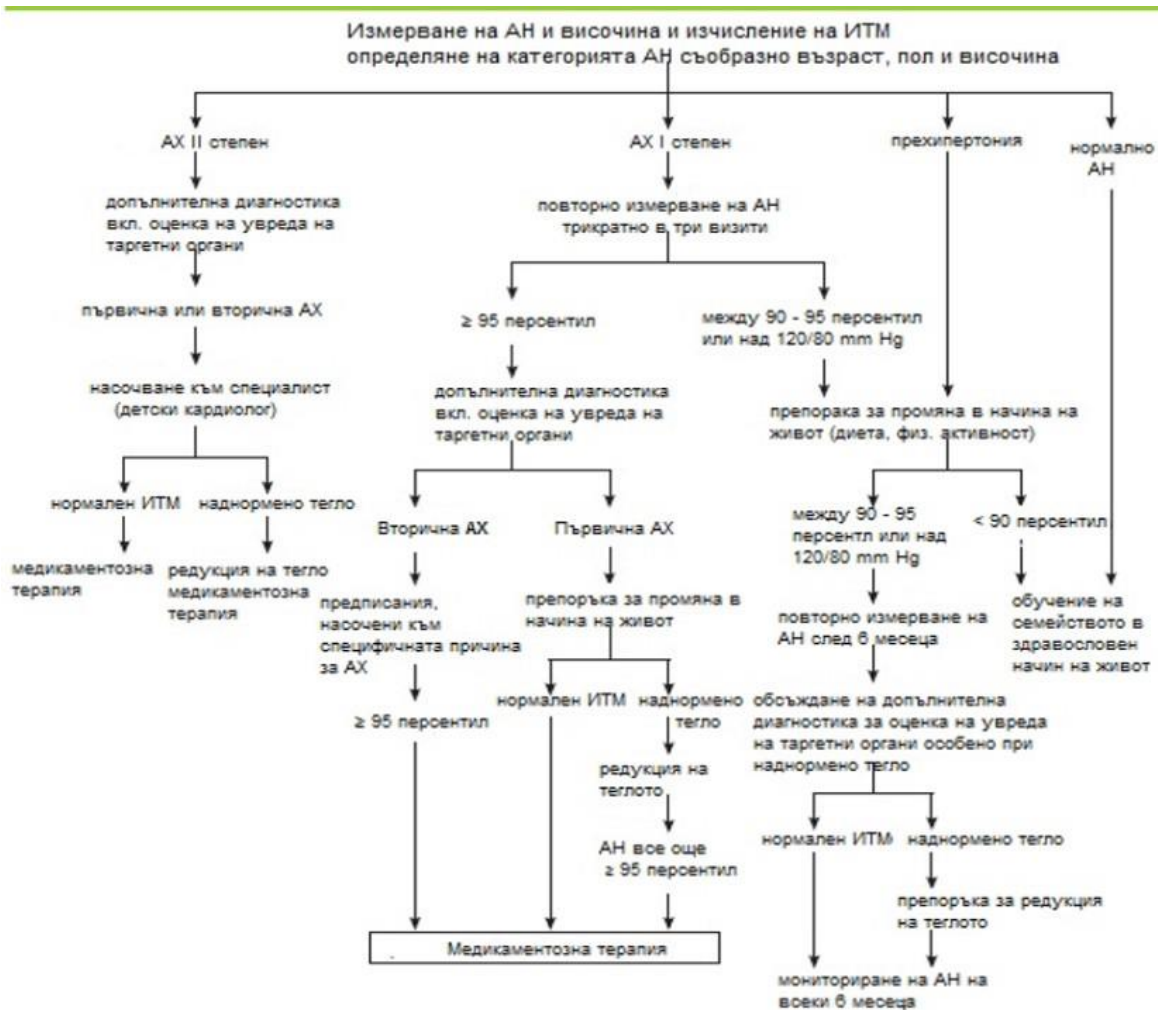 Измерване на АН и височина и изчисление на ИТМ
определяне на категорията АН съобразно възраст, пол и височина
АХ II степен
АХ I степен
прехипертония
нормално
АН
допълнителна диагностика
вкл. оценка на увреда на
таргетни органи
повторно измерване на АН
трикратно в три визити
първична или вторична АХ
≥ 95 персентил
между 90 - 95 персентил
или над 120/80 mm Hg
насочване към специалист
(детски кардиолог)
допълнителна диагностика
вкл. оценка на увреда на
таргетни органи
препорака за промяна в начина на
живот (диета, физ. активност)
нормален ИТМ
наднормено тегло
Вторична АХ
Първична АХ
между 90 - 95
персентл или над
120/80 mm Hg
< 90 персентил
медикаментозна
терапия
редукция на тегло
медикаментозна
терапия
предписания,
насочени към
специфичната причина
за АХ
препоръка за промяна в
начина на живот
повторно измерване на
АН след 6 месеца
обучение на
семейството в
здравословен
начин на живот
≥ 95 персентил
нормален ИТМ
наднормено
тегло
обсъждане на допълнителна
диагностика за оценка на увреда
на таргетни органи особено при
наднормено тегло
редукция на
теглото
АН все още
≥ 95 персентил
нормален ИТМ
наднормено тегло
препоръка за редукция
на теглото
Медикаментозна терапия
мониториране на АН на
всеки 6 месеца